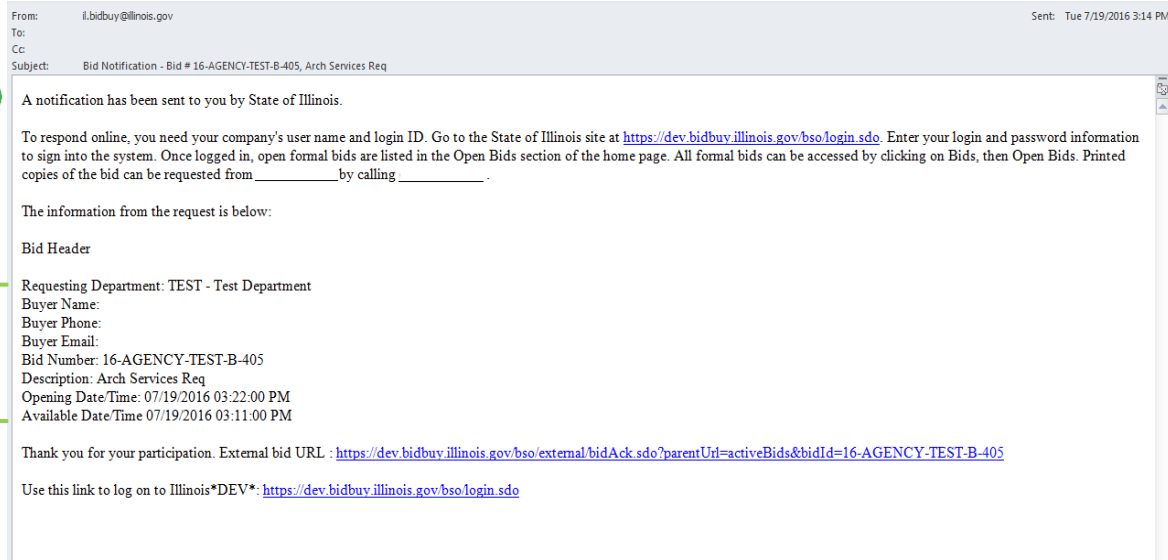 From: il.bidbuy@illinois.gov Sent: Tue 7/19/2016 3:14 PM
To:
Cc:
Subject: Bid Notification - Bid # 16-AGENCY-TEST-B-405, Arch Services Req
A notification has been sent to you by State of Illinois.
To respond online, you need your company's user name and login ID. Go to the State of Illinois site at https://dev.bidbuy.illinois.gov/bso/login.sdo. Enter your login and password information
to sign into the system. Once logged in, open formal bids are listed in the Open Bids section of the home page. All formal bids can be accessed by clicking on Bids, then Open Bids. Printed
copies of the bid can be requested from ____________ by calling ____________ .
The information from the request is below:
Bid Header
Requesting Department: TEST - Test Department
Buyer Name:
Buyer Phone:
Buyer Email:
Bid Number: 16-AGENCY-TEST-B-405
Description: Arch Services Req
Opening Date/Time: 07/19/2016 03:22:00 PM
Available Date/Time 07/19/2016 03:11:00 PM
Thank you for your participation. External bid URL : https://dev.bidbuy.illinois.gov/bso/external/bidAck.sdo?parentUrl=activeBids&bidId=16-AGENCY-TEST-B-405
Use this link to log on to Illinois*DEV*: https://dev.bidbuy.illinois.gov/bso/login.sdo